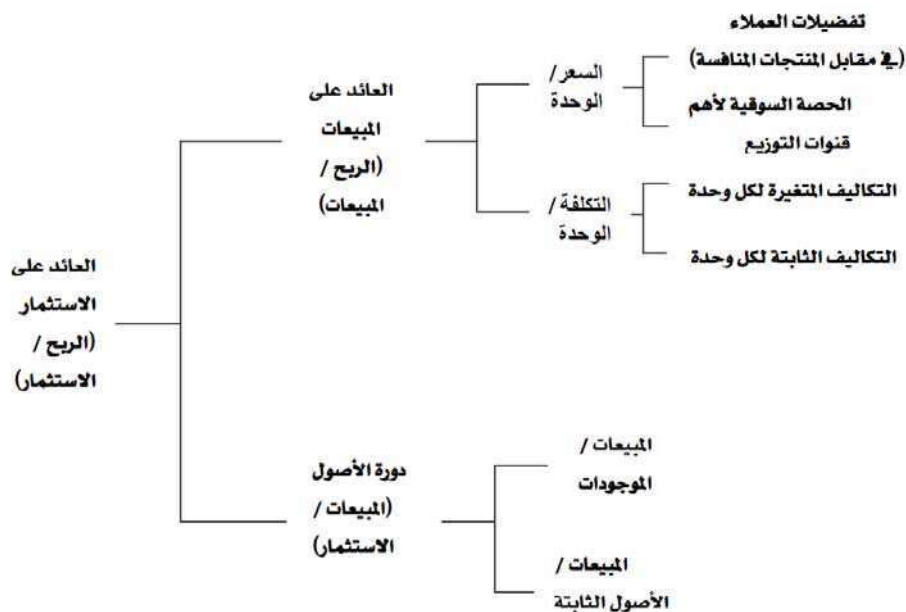 العائد على
الاستثمار
(الربح /
الاستثمار)
العائد على
المبيعات
(الربح /
المبيعات)
السعر/
الوحدة
تفضيلات العملاء
(في مقابل المنتجات المنافسة)
الحصة السوقية لأهم
قنوات التوزيع
التكلفة/
الوحدة
التكاليف المتغيرة لكل وحدة
التكاليف الثابتة لكل وحدة
دورة الأصول
(المبيعات /
الاستثمار)
المبيعات /
الموجودات
المبيعات /
الأصول الثابتة